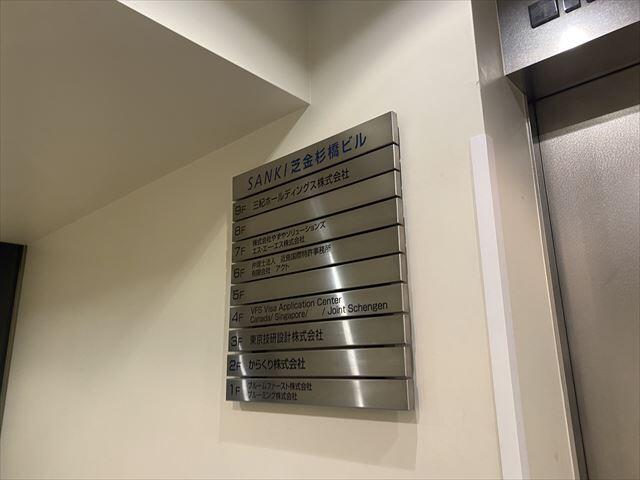 SANKI芝金杉橋ビル
9F 三紀ホールディングス株式会社
8F
7F 株式会社やすやソリューションズ
エス・エー・エス株式会社
6F 弁理士法人 近島国際特許事務所
有限会社 アクト
5F
4F VFS Visa Application Center
Canada/ Singapore/ / Joint Schengen
3F 東京技研設計株式会社
2F からくり株式会社
1F ブルームファースト株式会社
ブルーミング株式会社